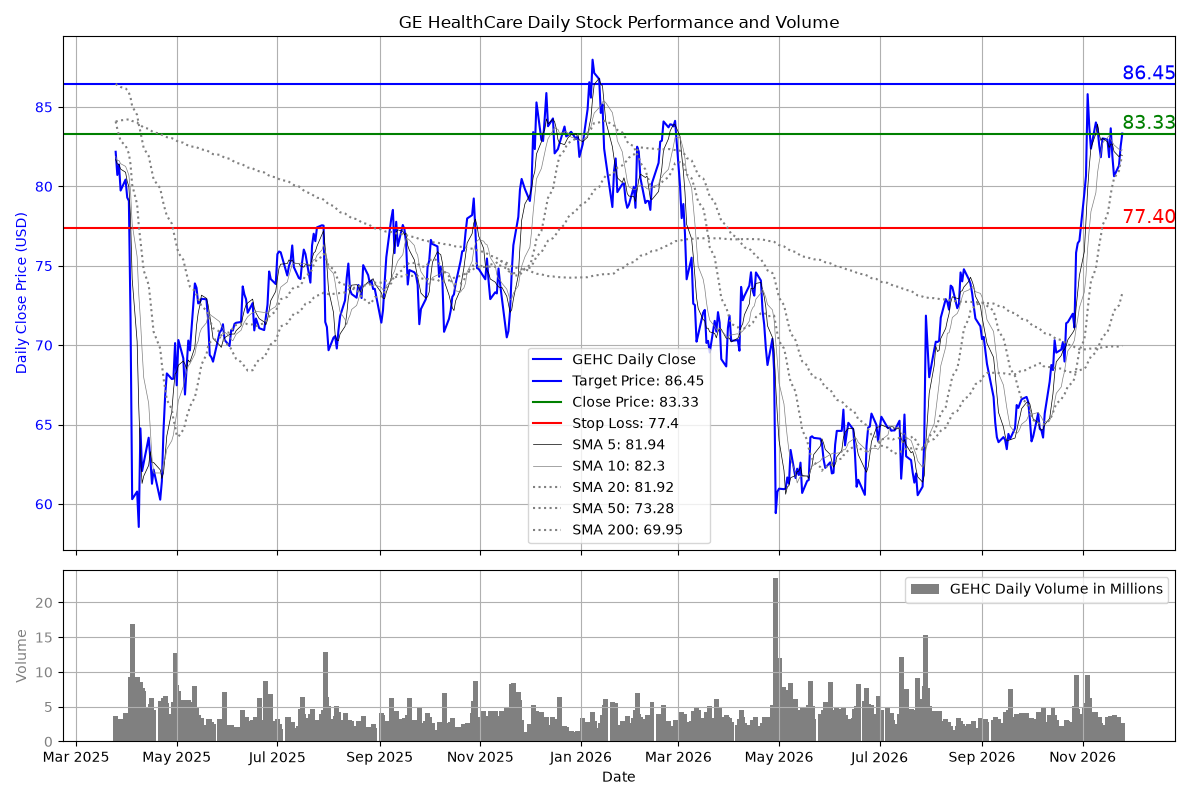 GE HealthCare Daily Stock Performance and Volume
86.45
83.33
77.40
Daily Close Price (USD)
85
80
75
70
65
60
GEHC Daily Close
Target Price: 86.45
Close Price: 83.33
Stop Loss: 77.4
SMA 5: 81.94
SMA 10: 82.3
SMA 20: 81.92
SMA 50: 73.28
SMA 200: 69.95
GEHC Daily Volume in Millions
Volume
20
15
10
5
0
Mar 2025 May 2025 Jul 2025 Sep 2025 Nov 2025 Jan 2026 Mar 2026 May 2026 Jul 2026 Sep 2026 Nov 2026
Date